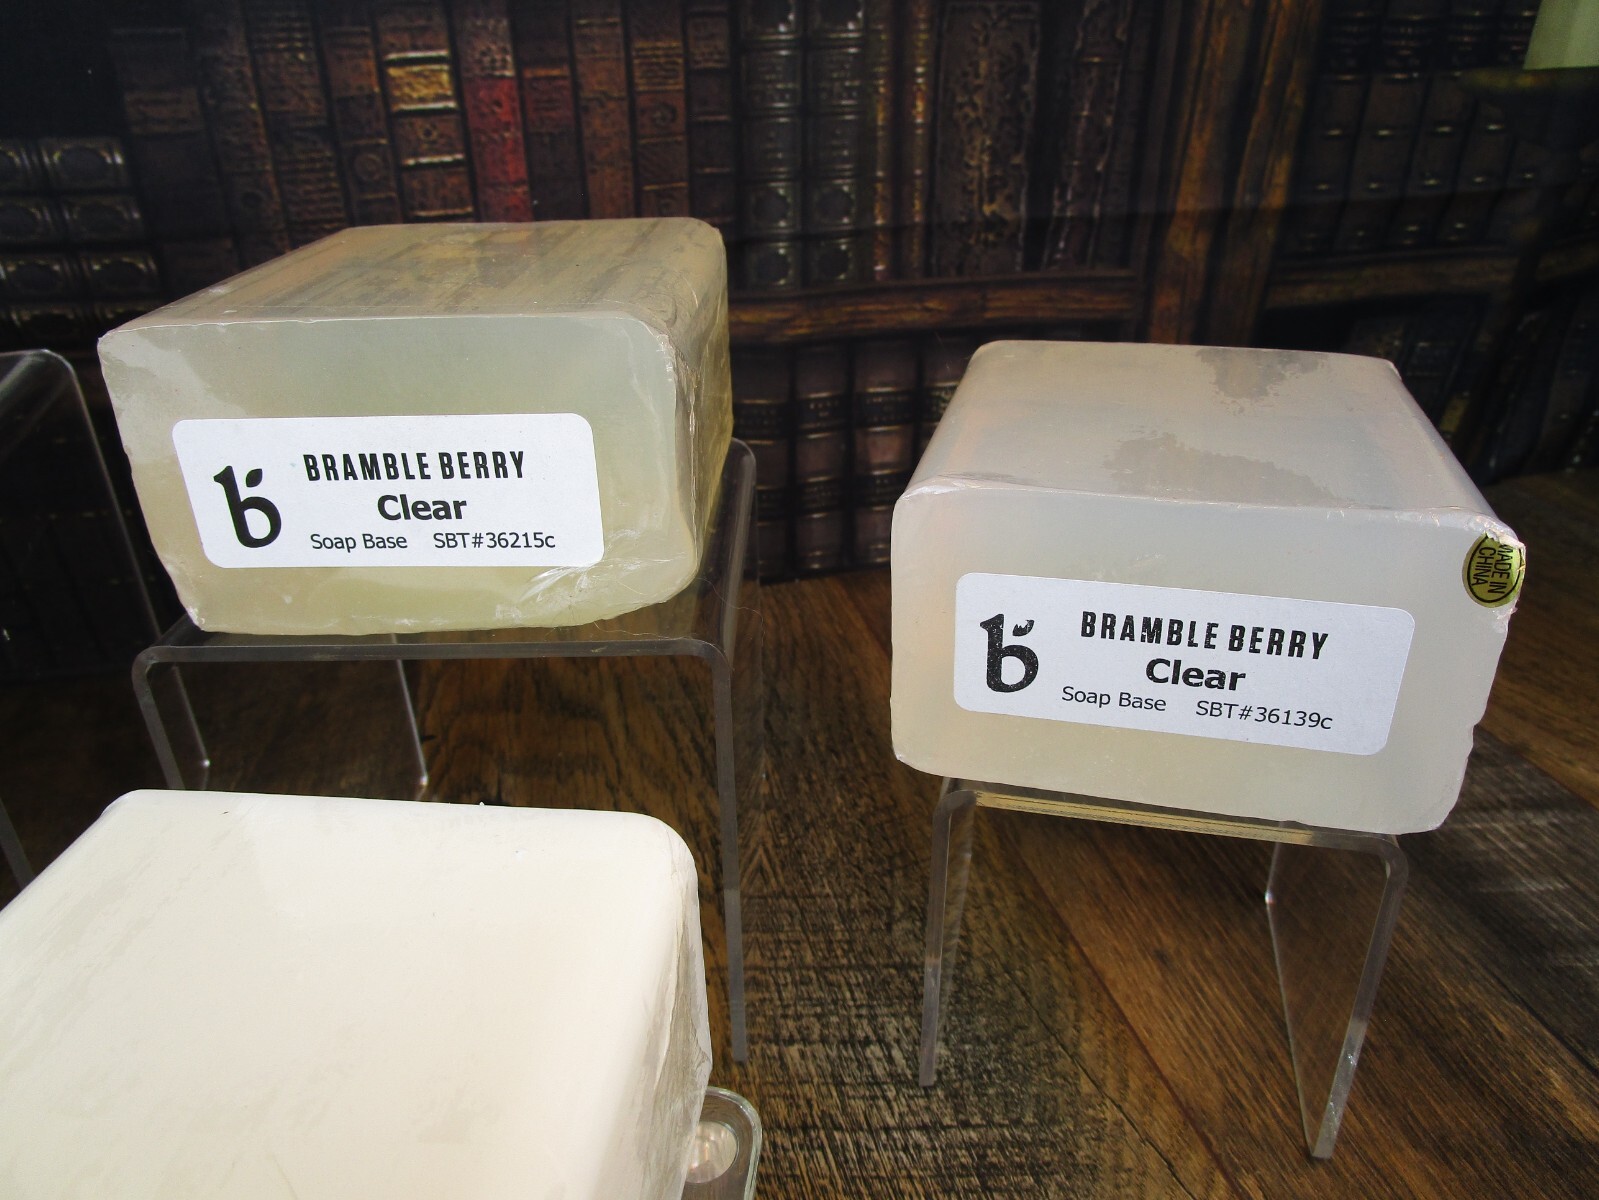 BRAMBLE BERRY
Clear
Soap Base SBT#36215c
BRAMBLE BERRY
Clear
Soap Base SBT#36139c
MADE IN
CHINA